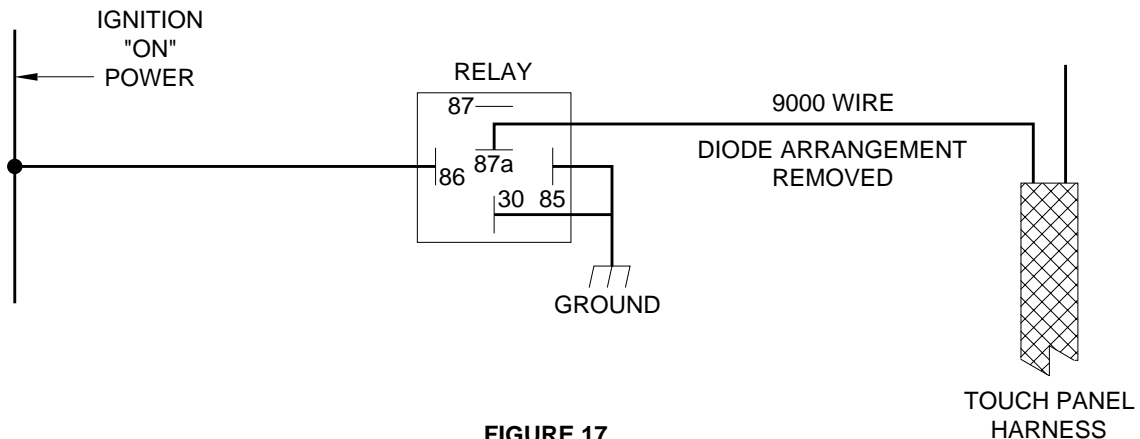 IGNITION
"ON"
POWER
RELAY
87
86
87a
30
85
GROUND
9000 WIRE
DIODE ARRANGEMENT
REMOVED
TOUCH PANEL
HARNESS
FIGURE 17